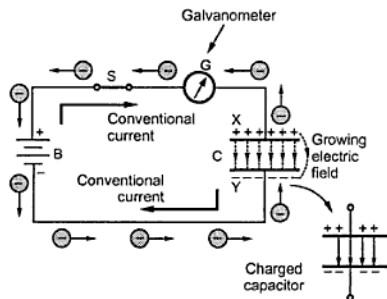 Galvanometer
S
G
Conventional
current
X
+ + + + + + +
Growing
electric
field
+
B
−
C
Conventional
current
Y
+ + + +
Charged
capacitor